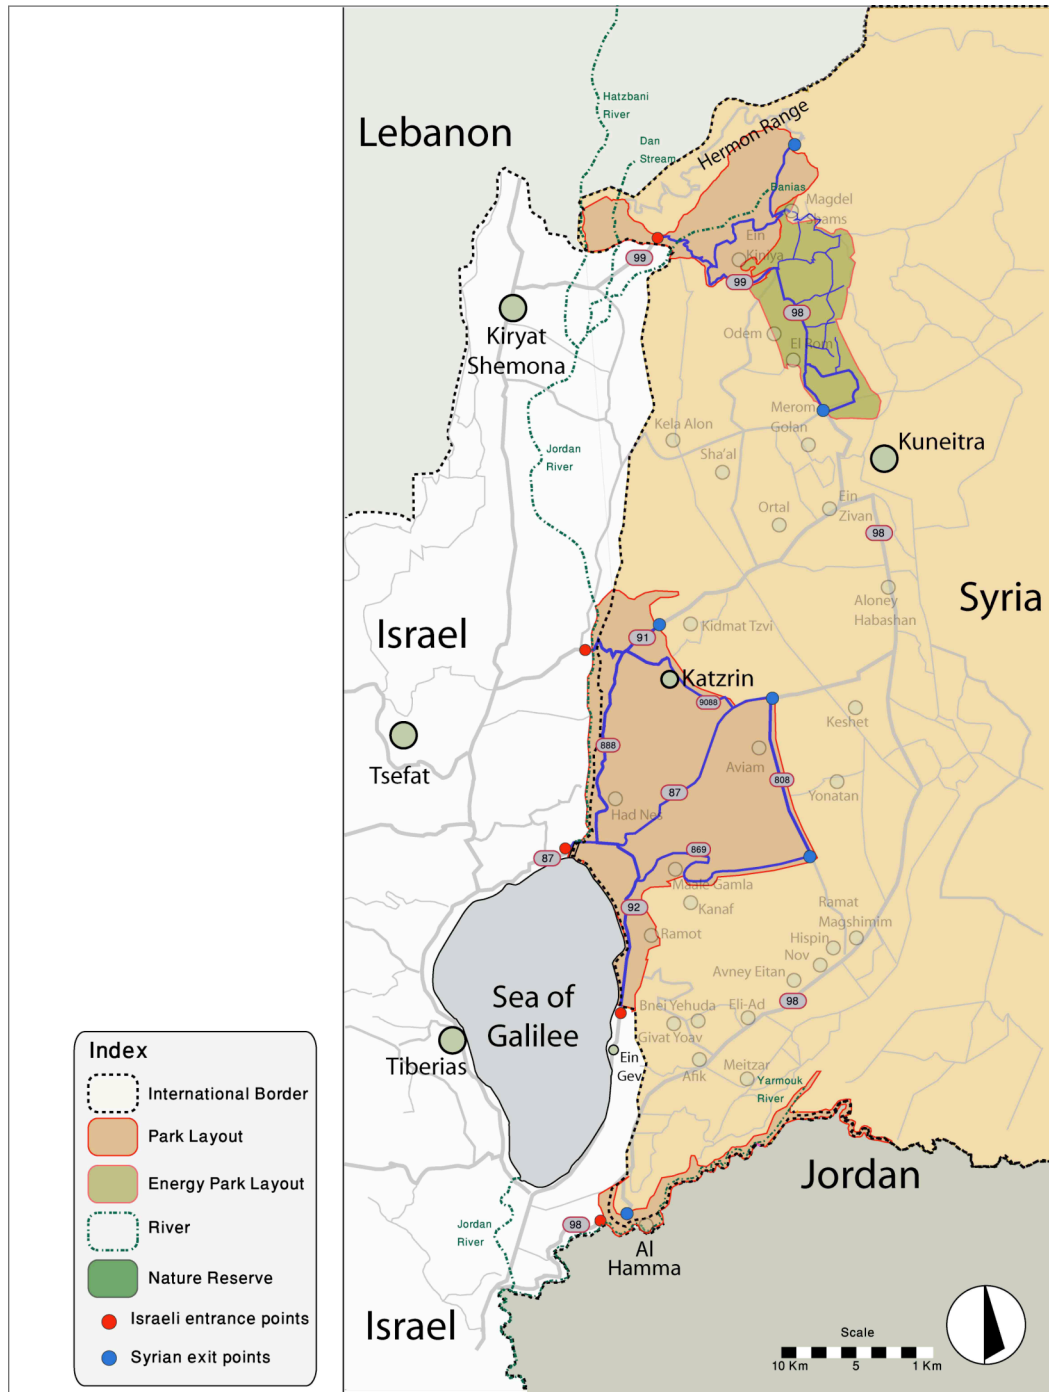 Hatzbani
River
Lebanon
Dan
Stream
Hermon Range
Banias
Magdel
Shams
Ein
Kiniya
99
99
98
Kiryat
Shemona
Odem
El Rom
Merom
Golan
Kela Alon
Kuneitra
Sha'al
Jordan
River
Ortal
Ein
Zivan
98
Syria
Aloney
Habashan
Israel
91
Kidmat Tzvi
Katzrin
9088
Keshet
888
Tsefat
Aviam
808
87
Yonatan
Had Nes
87
869
Maale Gamla
Kanaf
92
Ramat
Magshimim
Ramot
Hispin
Nov
Avney Eitan
Sea of
Galilee
98
Bnei Yehuda
Eli-Ad
Givat Yoav
Tiberias
Ein
Gev
Afik
Meitzar
Yarmouk
River
Jordan
Jordan
River
98
Al
Hamma
Israel
Index
International Border
Park Layout
Energy Park Layout
River
Nature Reserve
Israeli entrance points
Syrian exit points
Scale
10 Km 5 1 Km